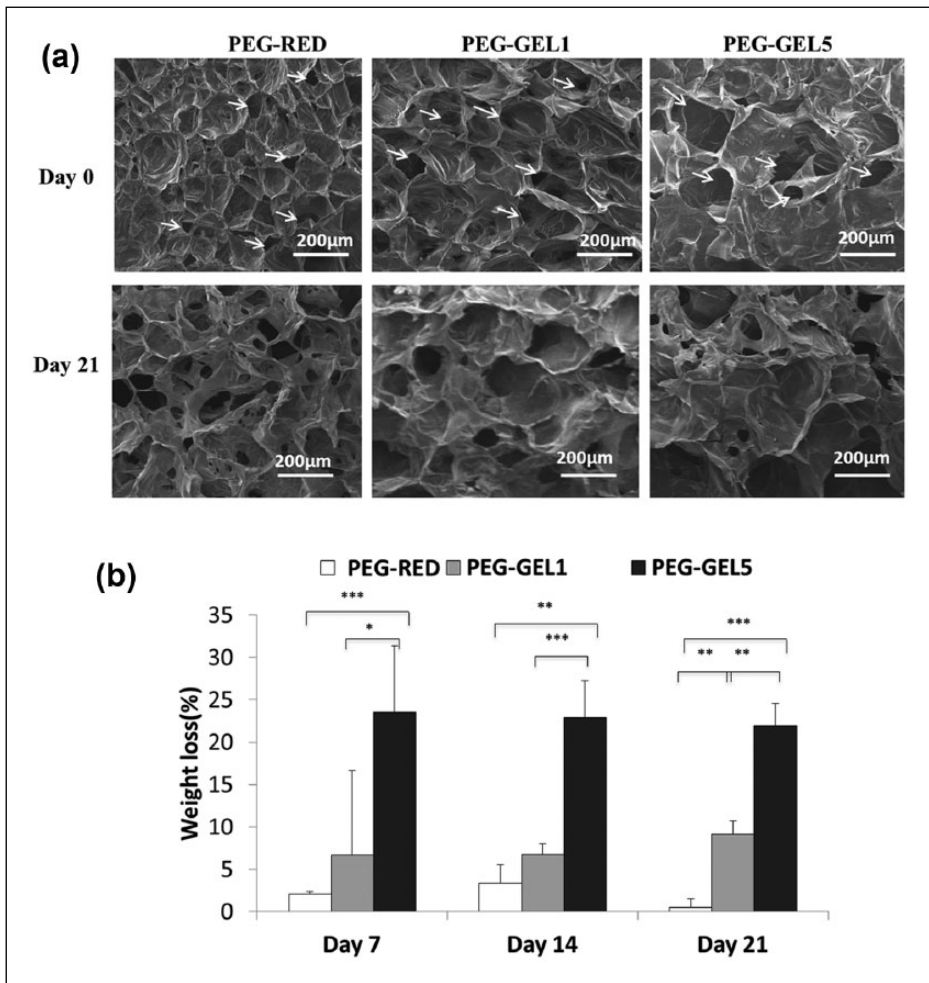 (a)
PEG-RED PEG-GEL1 PEG-GEL5
Day 0
200µm 200µm 200µm
Day 21
200µm 200µm 200µm
(b)
PEG-RED PEG-GEL1 PEG-GEL5
Weight loss(%)
35
30
25
20
15
10
5
0
*** * ** *** ** ** ***
Day 7 Day 14 Day 21